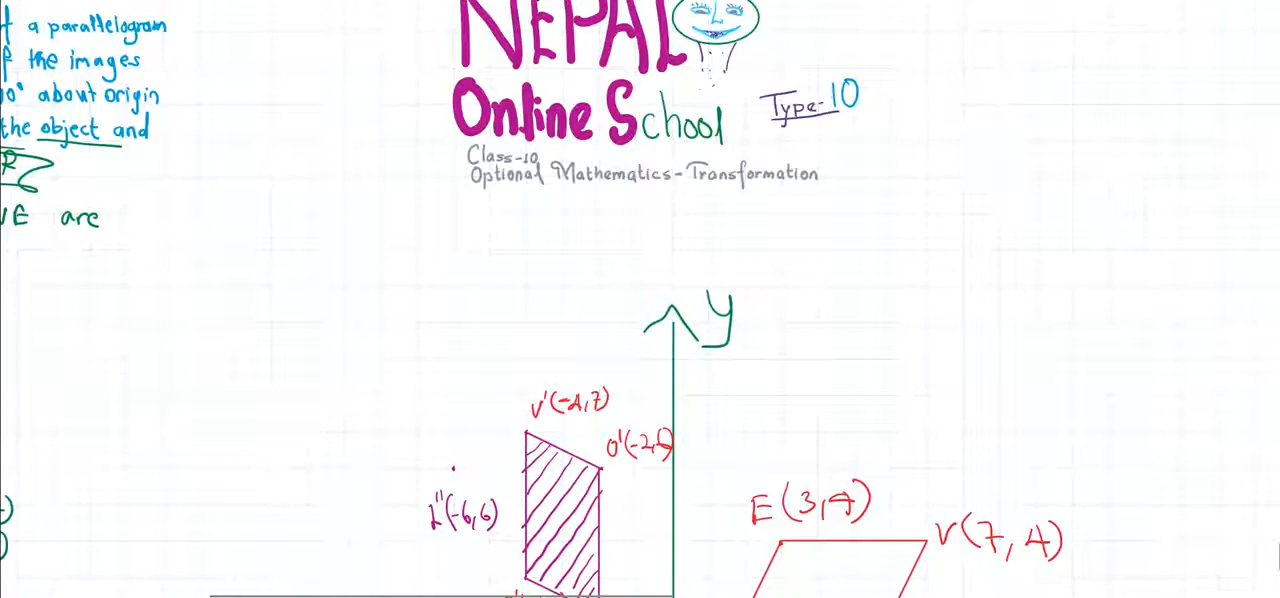 a parallelogram
the images
about origin
the object and
are
NEPAL
Online School
Type-10
Class-10
Optional Mathematics-Transformation
y
V'(-4,7)
L"(-6,6)
E(3,4)
V(7,4)